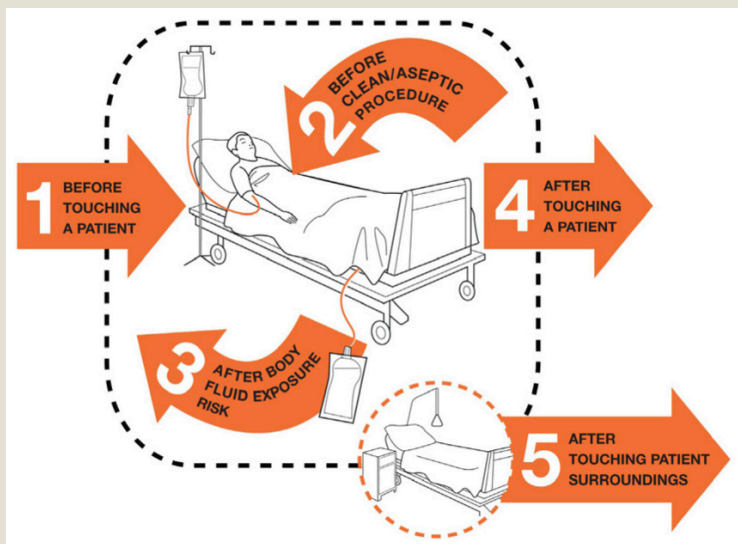 1
BEFORE
TOUCHING
A PATIENT
2
BEFORE
CLEAN/ASEPTIC
PROCEDURE
3
AFTER BODY
FLUID EXPOSURE
RISK
4
AFTER
TOUCHING
A PATIENT
5
AFTER
TOUCHING PATIENT
SURROUNDINGS